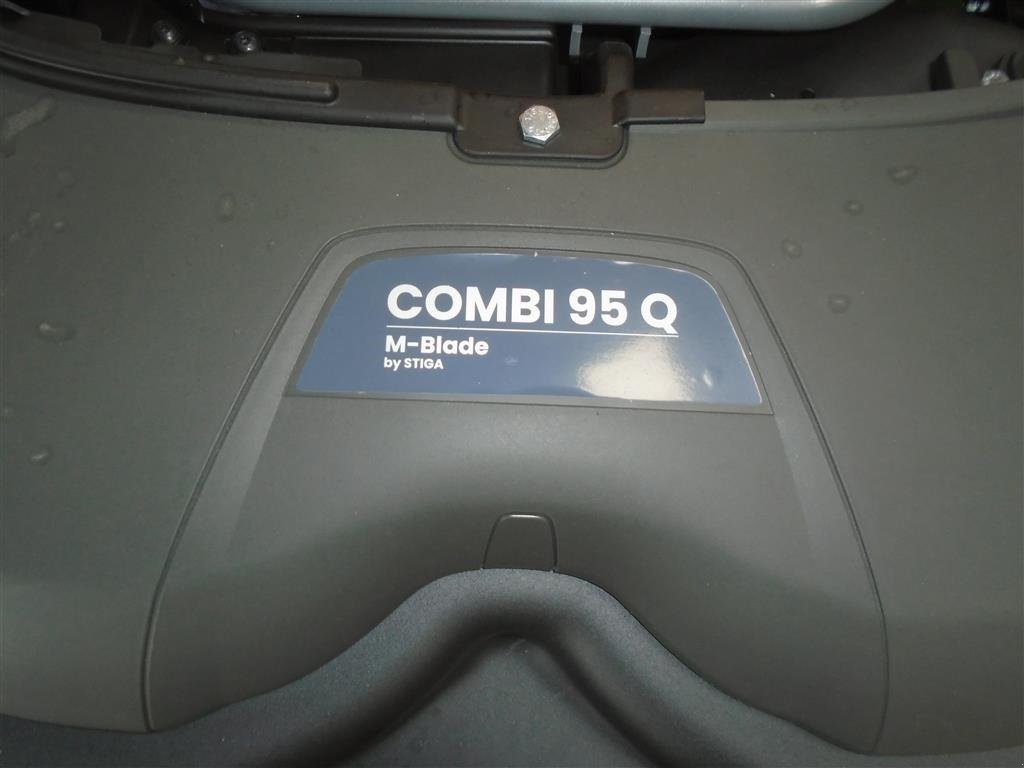 COMBI 95 Q
M-Blade
by STIGA